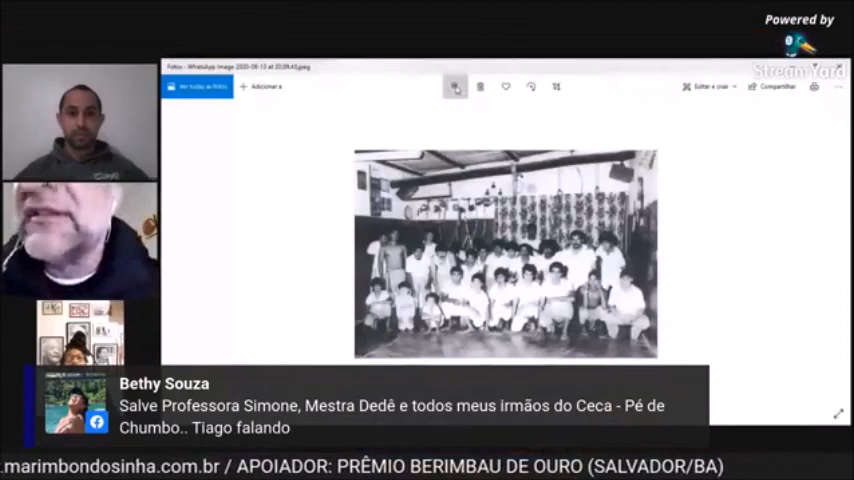 Powered by
StreamYard
Fotos - WhatsApp Image 2020-06-13 at 20.09.43.jpeg
Ver todas as fotos
Adicionar a
Editar e criar
Compartilhar
Bethy Souza
Salve Professora Simone, Mestra Dedê e todos meus irmãos do Ceca - Pé de
Chumbo.. Tiago falando
.marimbondosinha.com.br / APOIADOR: PRÊMIO BERIMBAU DE OURO (SALVADOR/BA)